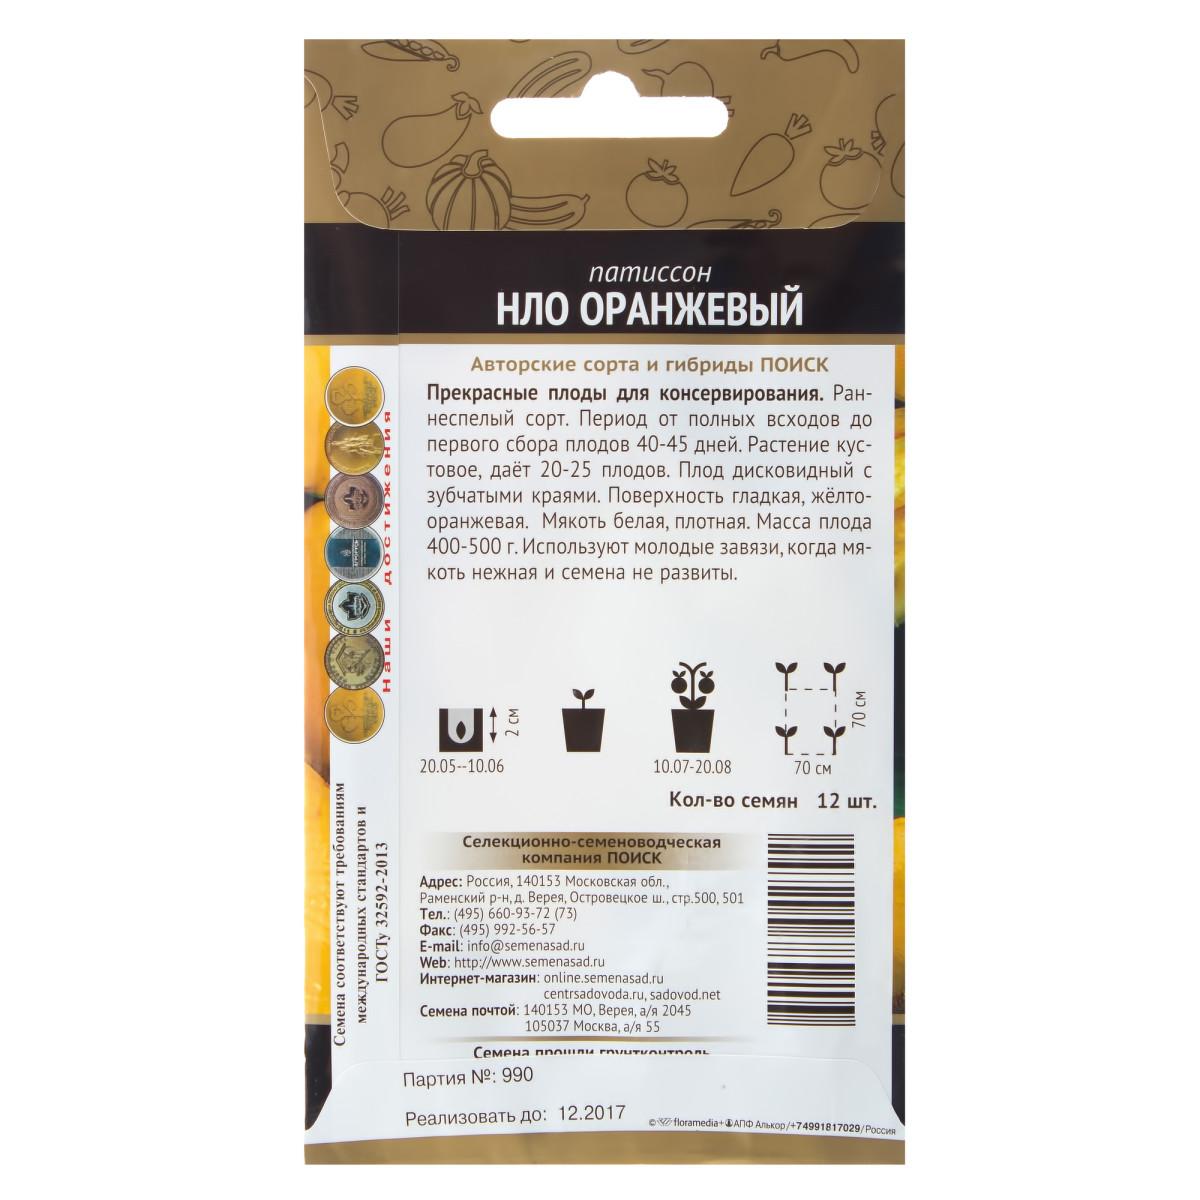 патиссон
НЛО ОРАНЖЕВЫЙ
Авторские сорта и гибриды ПОИСК
Прекрасные плоды для консервирования. Ран-
неспелый сорт. Период от полных всходов до
первого сбора плодов 40-45 дней. Растение кус-
товое, даёт 20-25 плодов. Плод дисковидный с
зубчатыми краями. Поверхность гладкая, жёлто-
оранжевая. Мякоть белая, плотная. Масса плода
400-500 г. Используют молодые завязи, когда мя-
коть нежная и семена не развиты.
Наши достижения
2 см
70 см
20.05--10.06
10.07-20.08
70 см
Кол-во семян 12 шт.
Семена соответствуют требованиям
международных стандартов и
ГОСТу 32592-2013
Селекционно-семеноводческая
компания ПОИСК
Адрес: Россия, 140153 Московская обл.,
Раменский р-н, д. Верея, Островецкое ш., стр.500, 501
Тел.: (495) 660-93-72 (73)
Факс: (495) 992-56-57
E-mail: info@semenasad.ru
Web: http://www.semenasad.ru
Интернет-магазин: online.semenasad.ru
centrsadovoda.ru, sadovod.net
Семена почтой: 140153 МО, Верея, а/я 2045
105037 Москва, а/я 55
Семена прошли грунтконтроль
Партия №: 990
Реализовать до: 12.2017
© floramedia+ АПФ Алькор/+74991817029/Россия